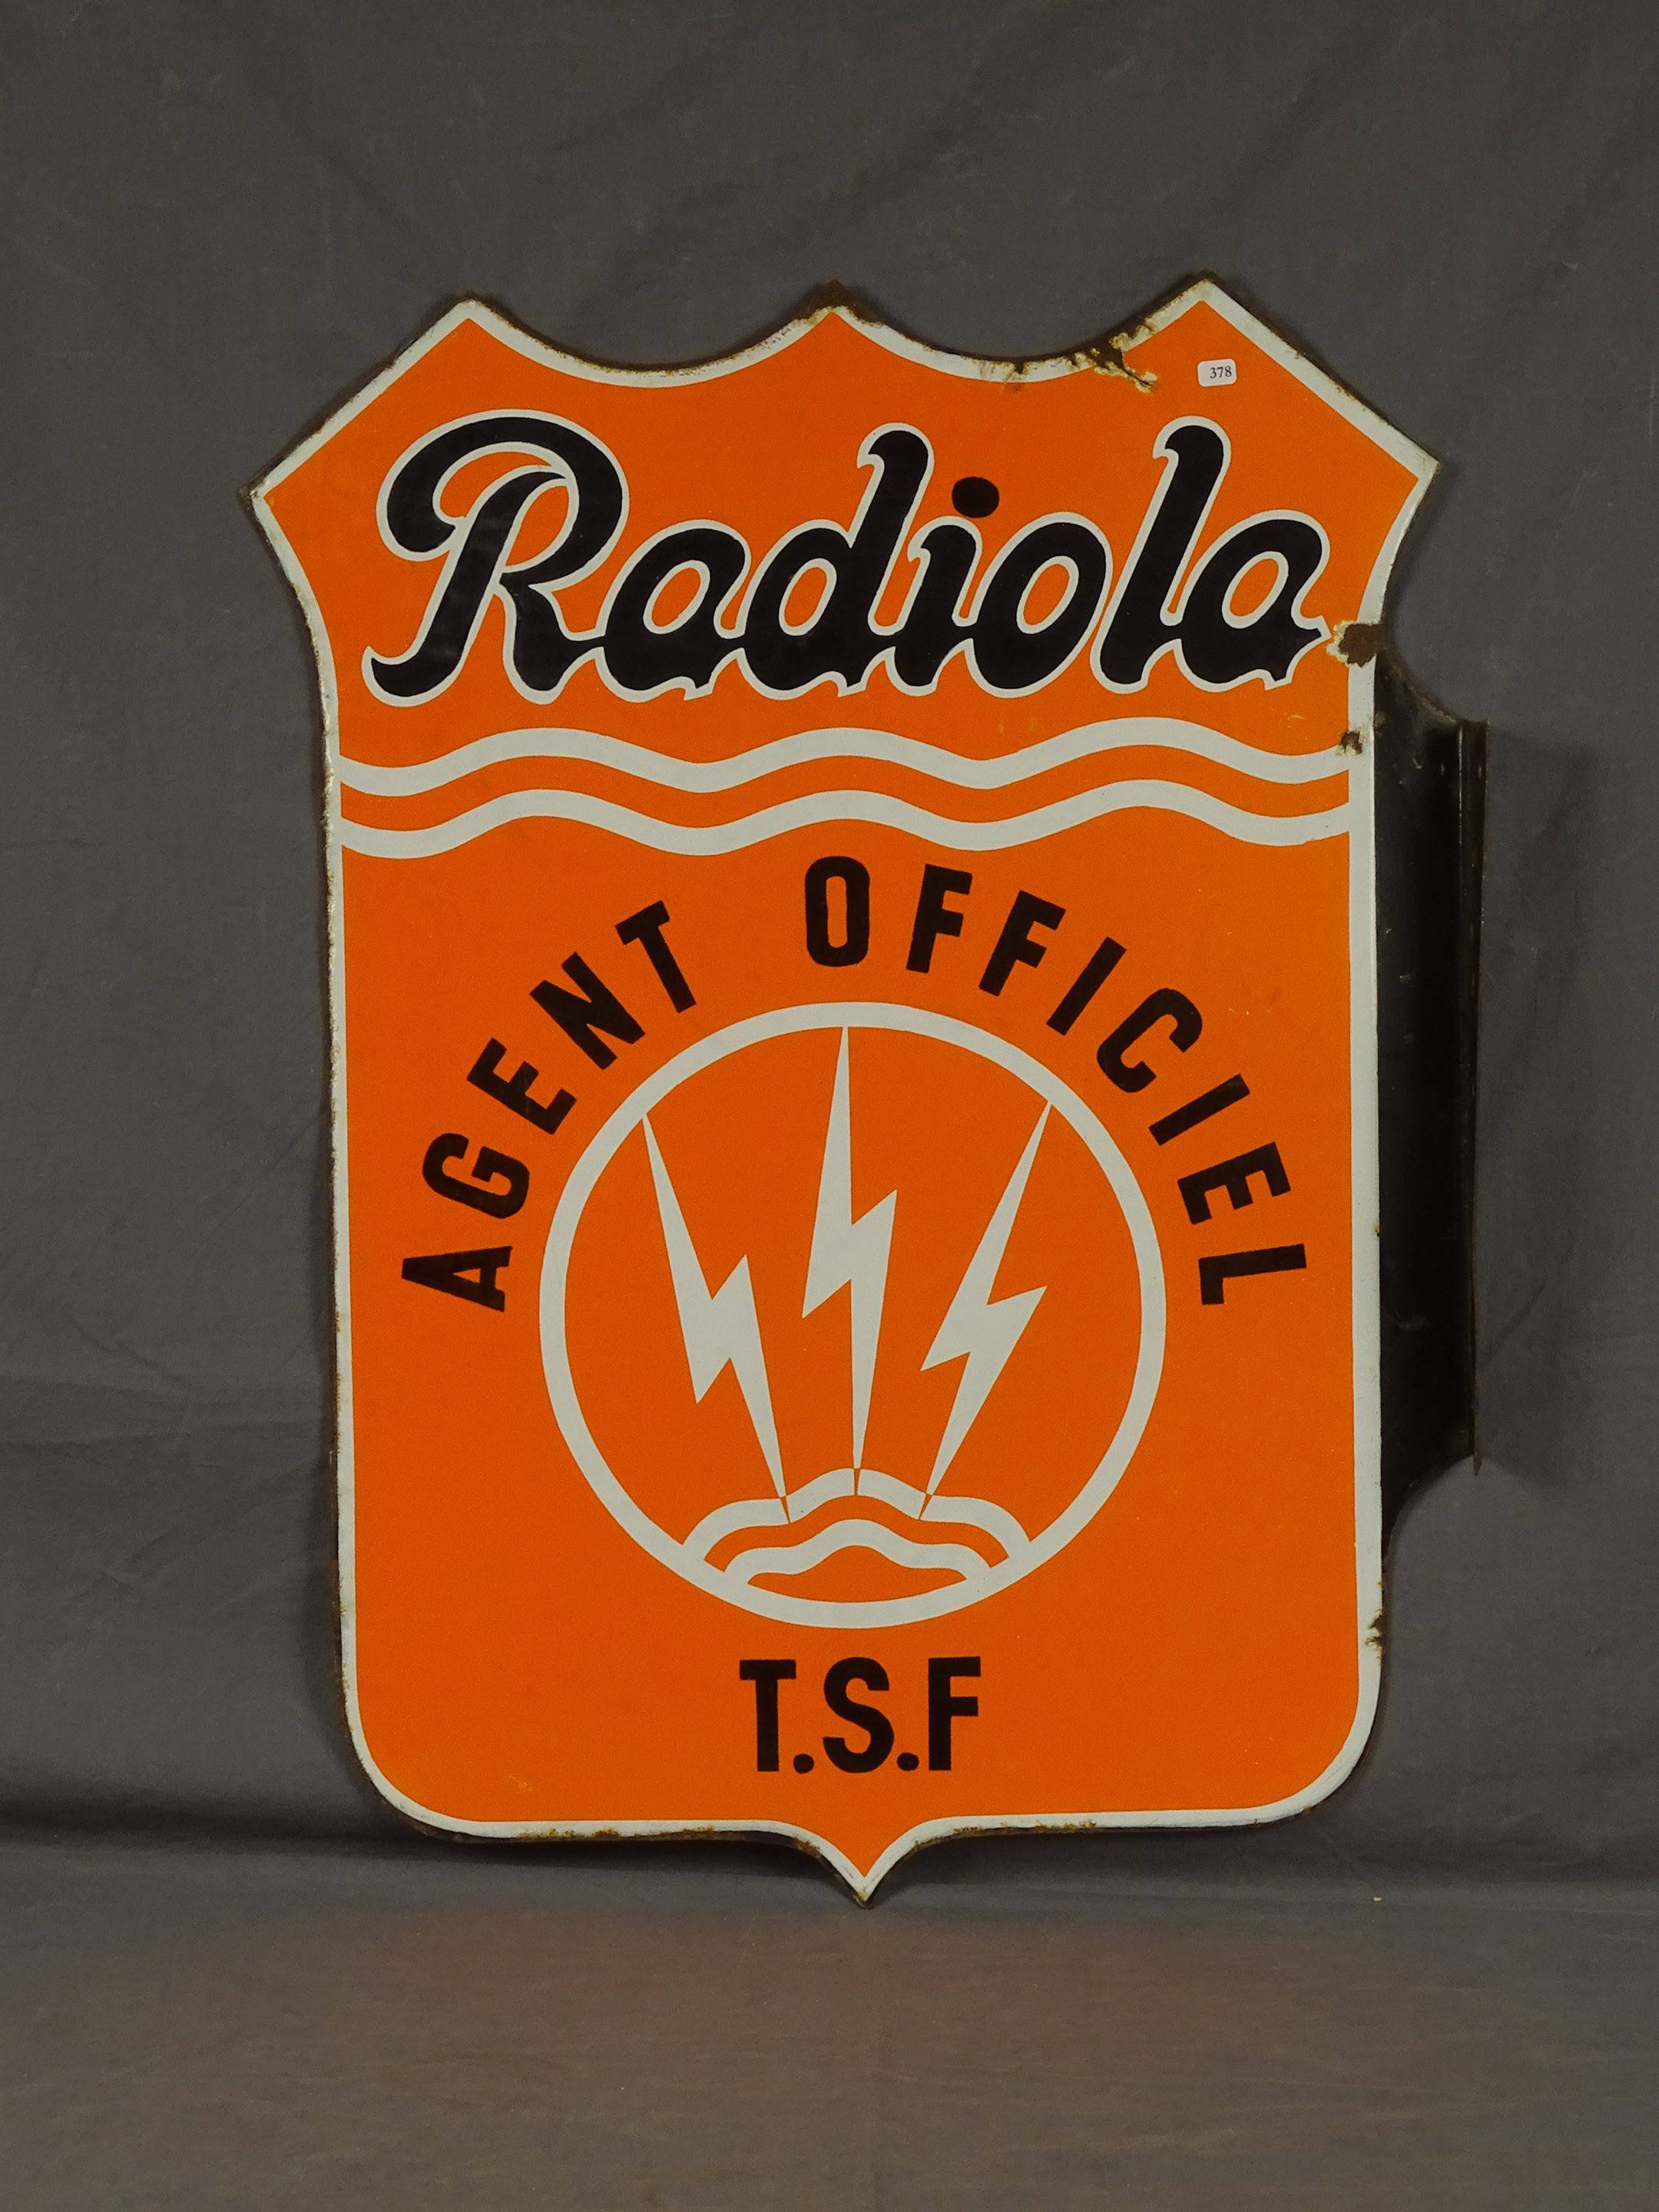 378
Radiola
AGENT OFFICIEL
T.S.F